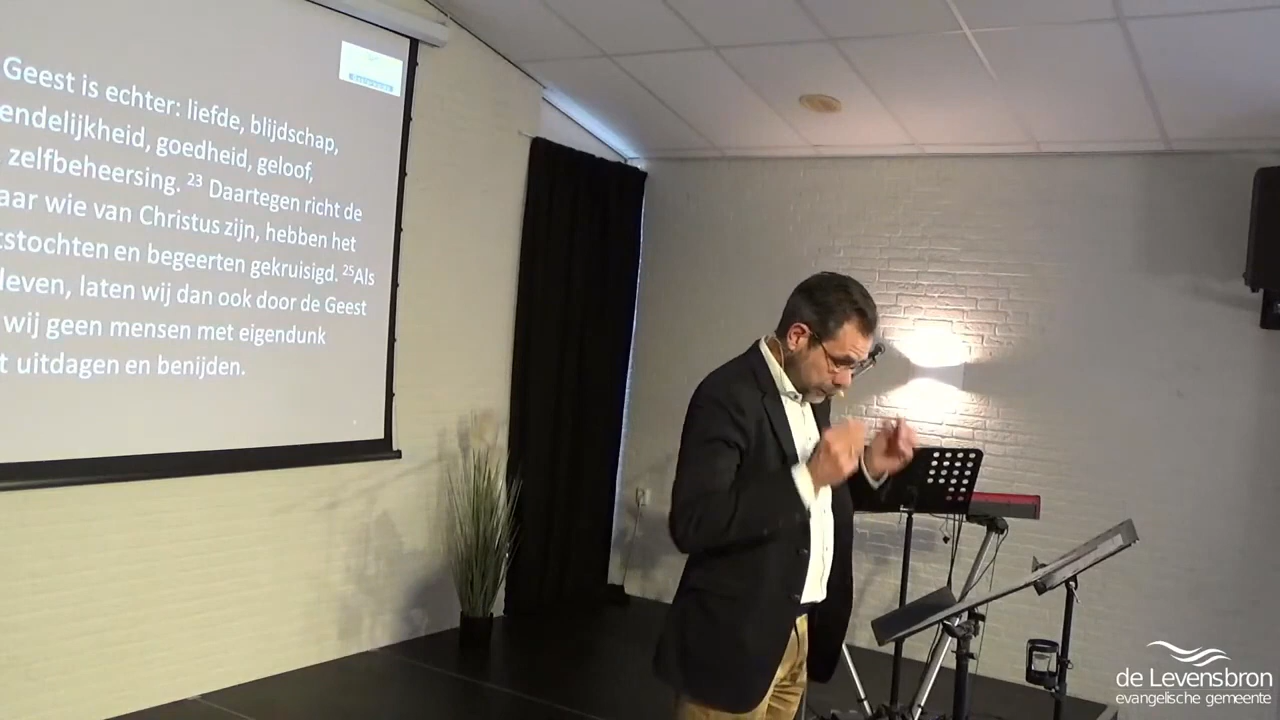 Geest is echter: liefde, blijdschap,
endelijkheid, goedheid, geloof,
zelfbeheersing. 23 Daartegen richt de
aar wie van Christus zijn, hebben het
tstochten en begeerten gekruisigd. 25Als
leven, laten wij dan ook door de Geest
wij geen mensen met eigendunk
t uitdagen en benijden.
de Levensbron
evangelische gemeente